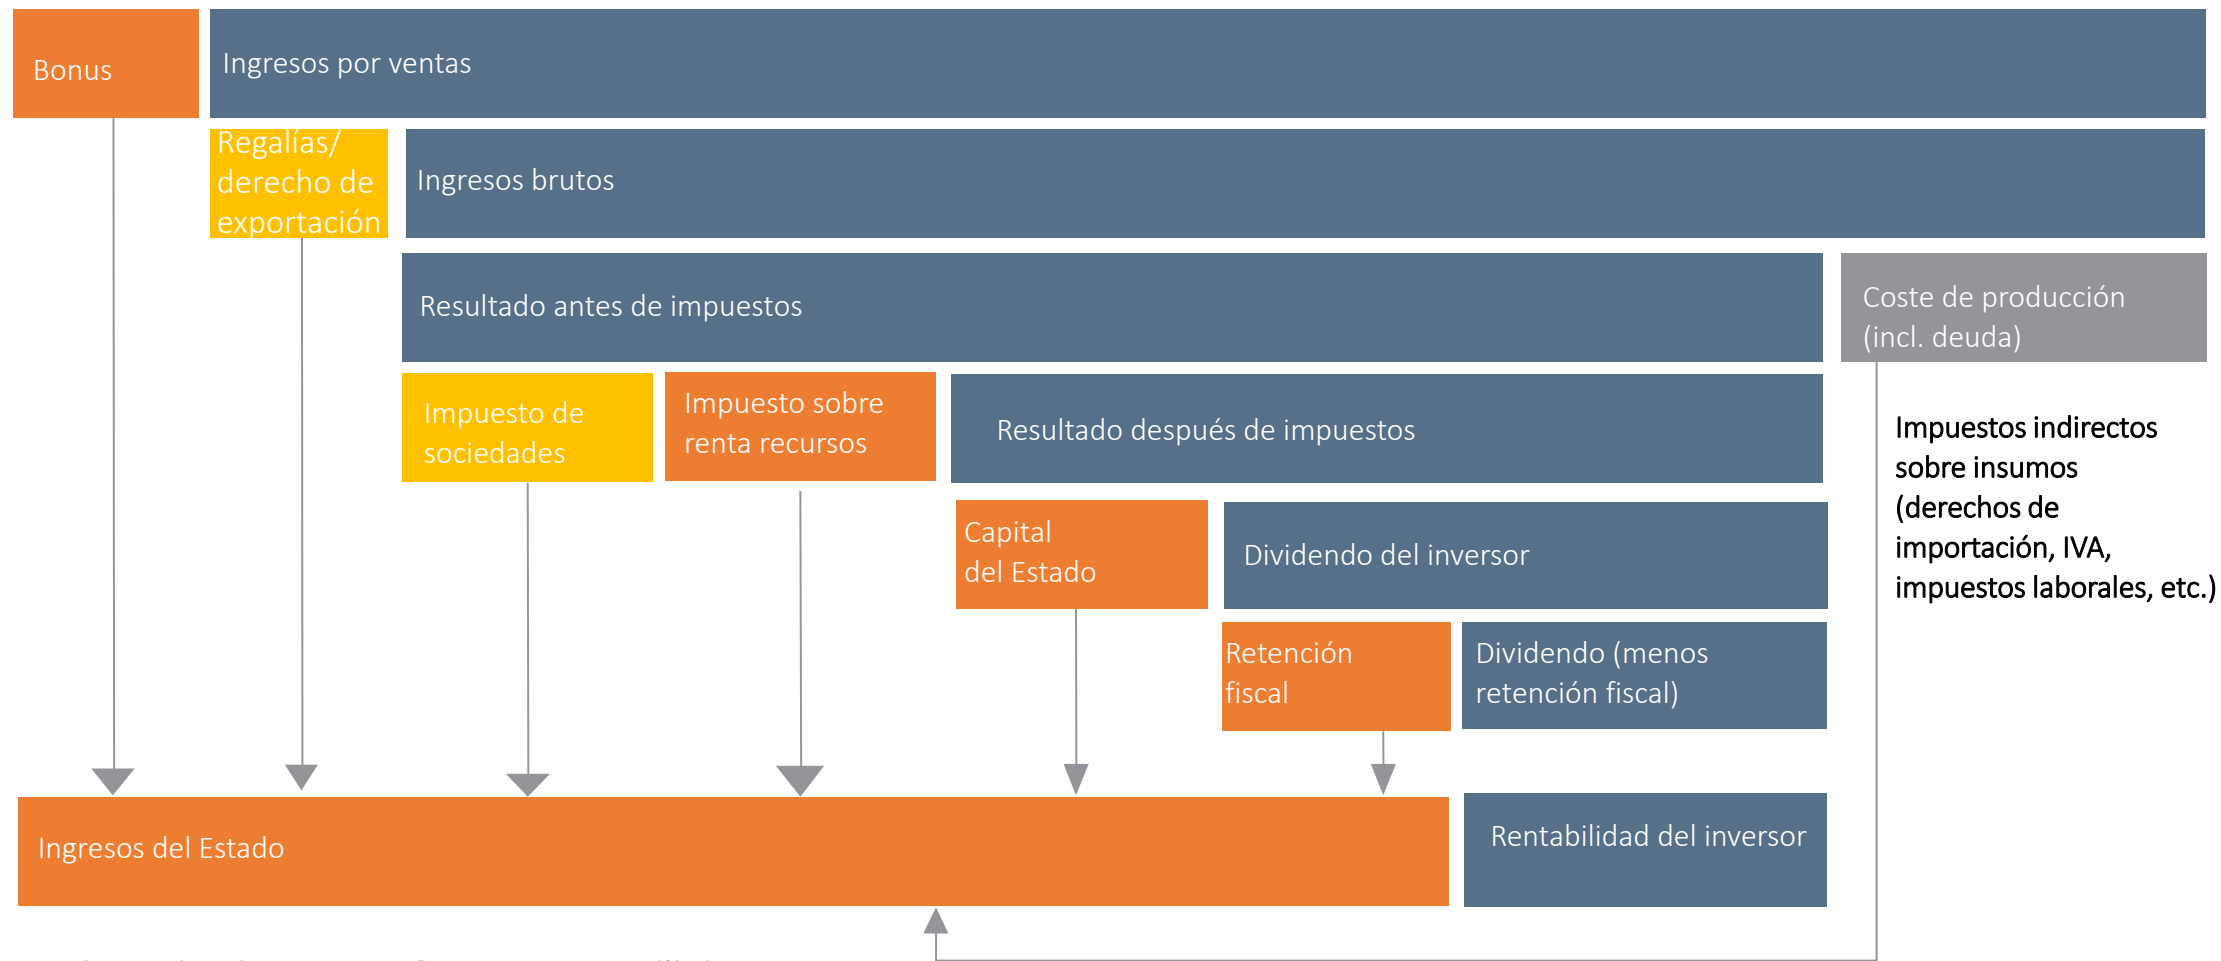 Bonus
Ingresos por ventas
Regalías/
derecho de
exportación
Ingresos brutos
Resultado antes de impuestos
Coste de producción
(incl. deuda)
Impuesto de
sociedades
Impuesto sobre
renta recursos
Resultado después de impuestos
Impuestos indirectos
sobre insumos
(derechos de
importación, IVA,
impuestos laborales, etc.)
Capital
del Estado
Dividendo del inversor
Retención
fiscal
Dividendo (menos
retención fiscal)
Ingresos del Estado
Rentabilidad del inversor